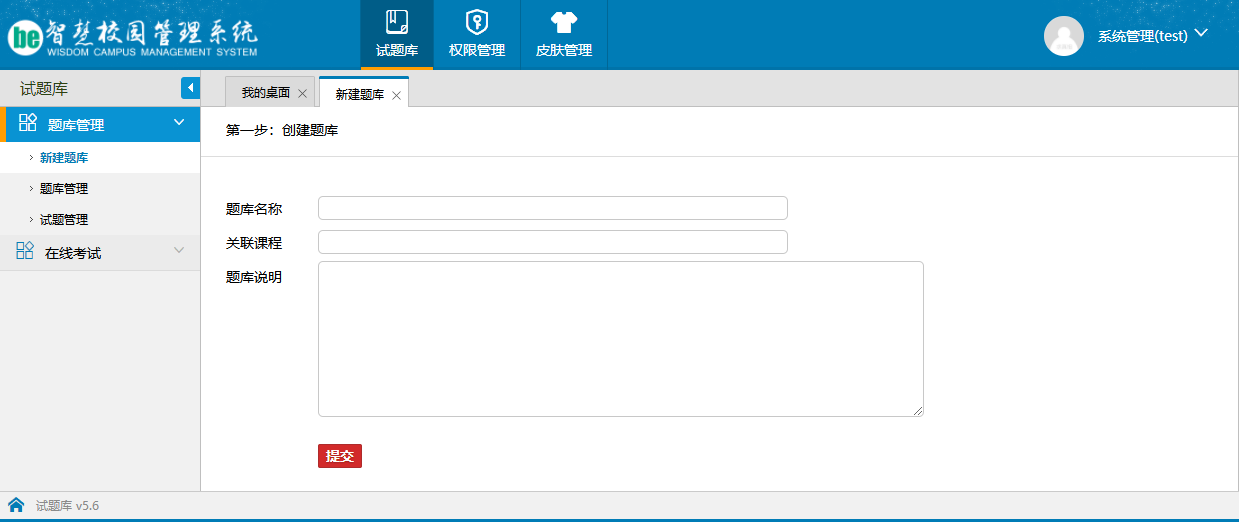 be 智慧校园管理系统
WISDOM CAMPUS MANAGEMENT SYSTEM
试题库
权限管理
皮肤管理
系统管理(test)
试题库
题库管理
新建题库
题库管理
试题管理
在线考试
我的桌面
新建题库
第一步：创建题库
题库名称
关联课程
题库说明
提交
试题库 v5.6